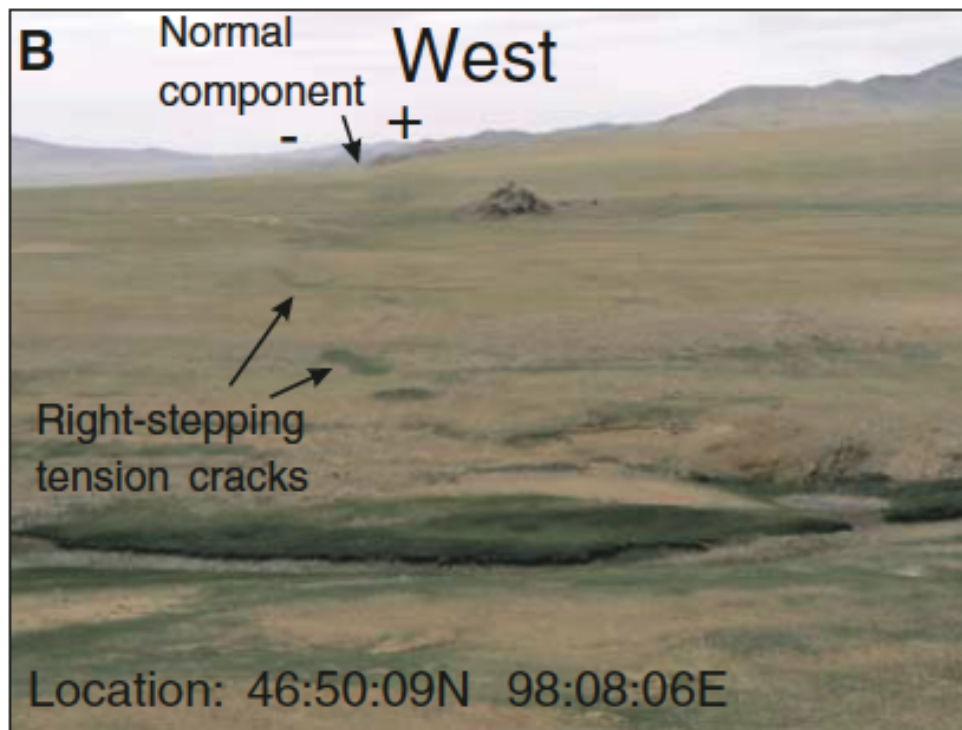 B
Normal
component
West
- +
Right-stepping
tension cracks
Location: 46:50:09N 98:08:06E